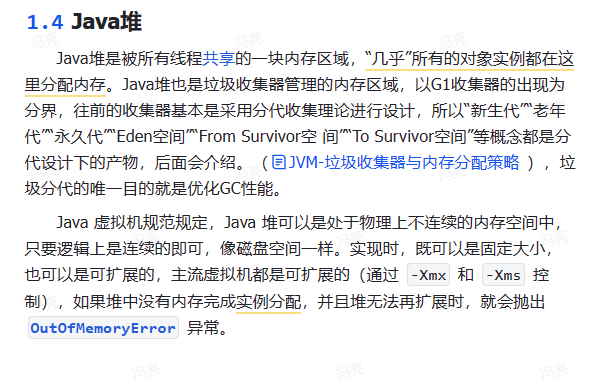 1.4 Java堆
Java堆是被所有线程共享的一块内存区域，“几乎”所有的对象实例都在这
里分配内存。Java堆也是垃圾收集器管理的内存区域，以G1收集器的出现为
分界，往前的收集器基本是采用分代收集理论进行设计，所以“新生代”“老年
代”“永久代”“Eden空间”“From Survivor空 间”“To Survivor空间”等概念都是分
代设计下的产物，后面会介绍。（ JVM-垃圾收集器与内存分配策略 ），垃
圾分代的唯一目的就是优化GC性能。
Java 虚拟机规范规定，Java 堆可以是处于物理上不连续的内存空间中，
只要逻辑上是连续的即可，像磁盘空间一样。实现时，既可以是固定大小，
也可以是可扩展的，主流虚拟机都是可扩展的（通过 -Xmx 和 -Xms 控
制），如果堆中没有内存完成实例分配，并且堆无法再扩展时，就会抛出
OutOfMemoryError 异常。
冯亮
冯亮
冯亮